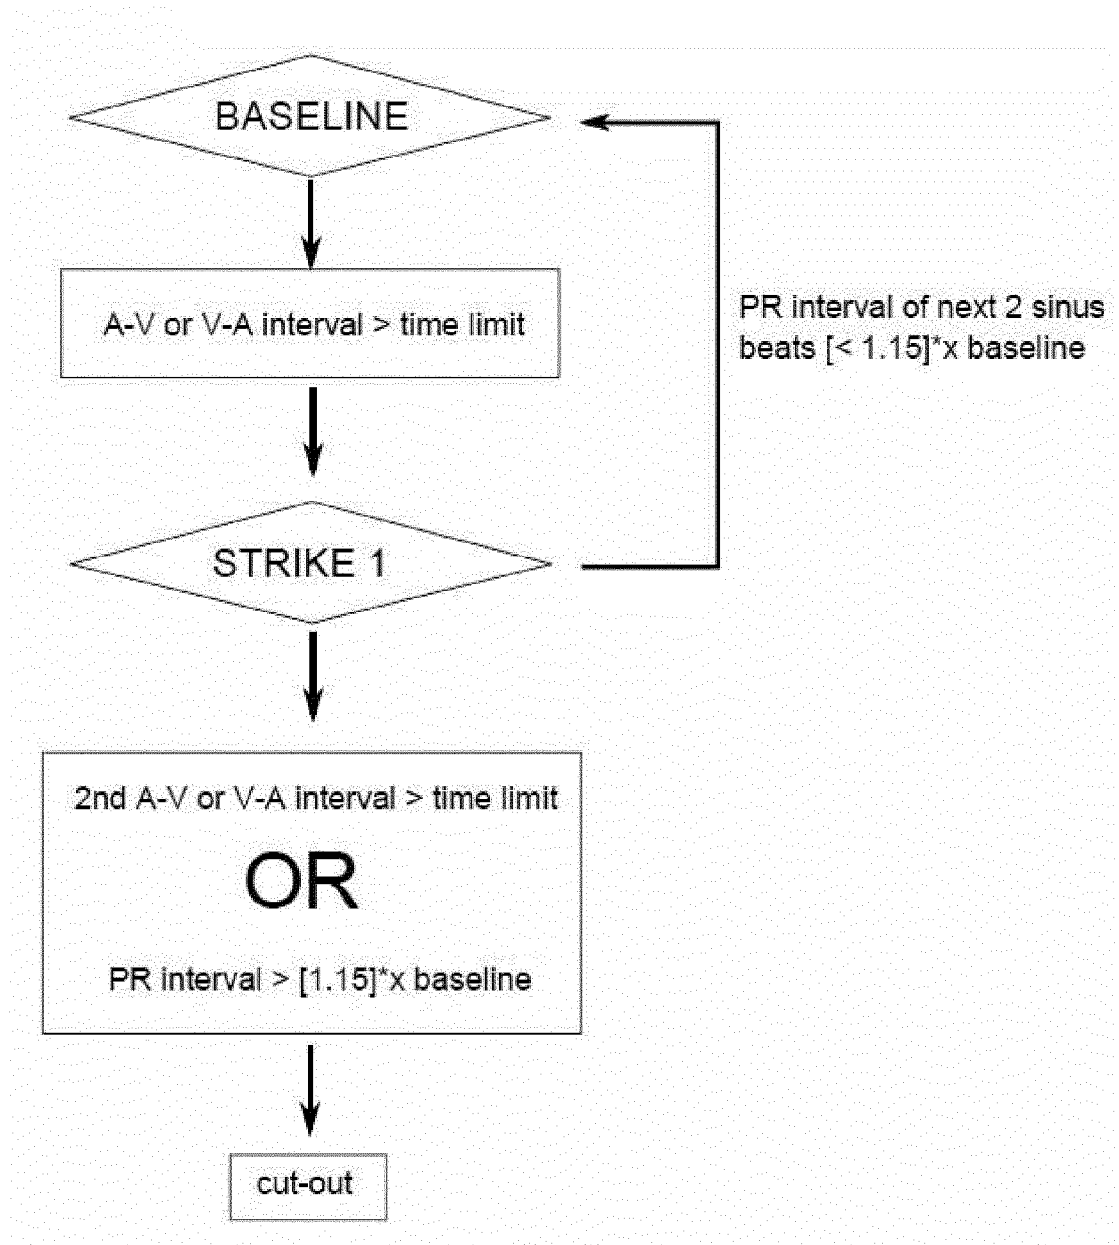 BASELINE
A-V or V-A interval > time limit
PR interval of next 2 sinus
beats [< 1.15]*x baseline
STRIKE 1
2nd A-V or V-A interval > time limit
OR
PR interval > [1.15]*x baseline
cut-out